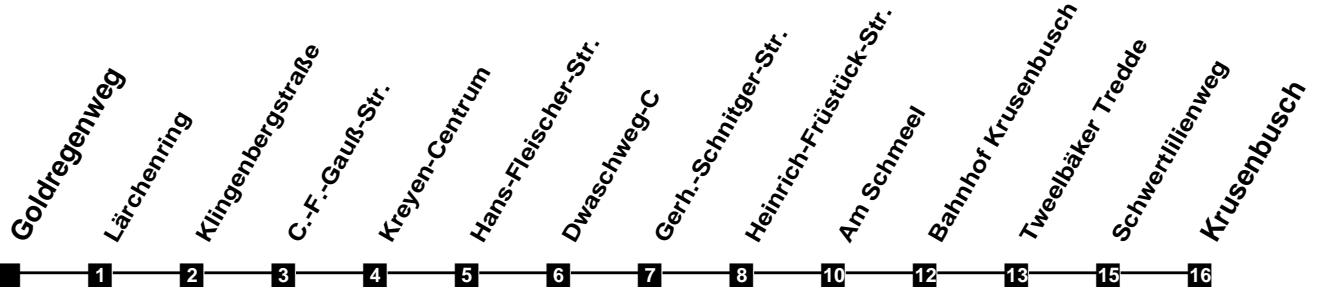 Goldregenweg
Lärchenring
Klingenbergstraße
C.-F.-Gauß-Str.
Kreyen-Centrum
Hans-Fleischer-Str.
Dwaschweg-C
Gerh.-Schnitger-Str.
Heinrich-Früstück-Str.
Am Schmeel
Bahnhof Krusenbusch
Tweelbäker Tredde
Schwertlilienweg
Krusenbusch
1 2 3 4 5 6 7 8 10 12 13 15 16